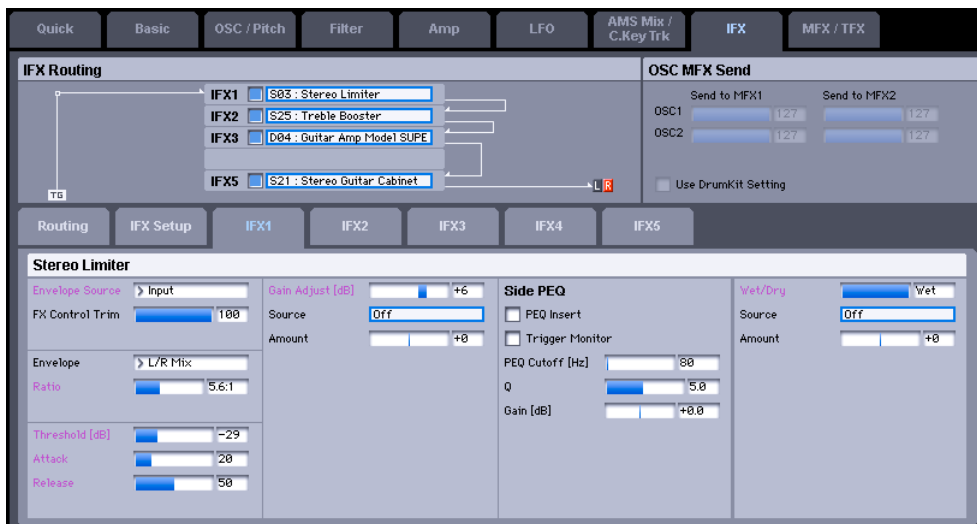 Quick Basic OSC / Pitch Filter Amp LFO AMS Mix / C.Key Trk IFX MFX / TFX
IFX Routing
IFX1 S03 : Stereo Limiter
IFX2 S25 : Treble Booster
IFX3 D04 : Guitar Amp Model SUPE
IFX5 S21 : Stereo Guitar Cabinet
TG
L R
OSC MFX Send
Send to MFX1 Send to MFX2
OSC1 127 127
OSC2 127 127
Use DrumKit Setting
Routing IFX Setup IFX1 IFX2 IFX3 IFX4 IFX5
Stereo Limiter
Envelope Source > Input
FX Control Trim 100
Envelope > L/R Mix
Ratio 5.6:1
Threshold [dB] -29
Attack 20
Release 50
Gain Adjust [dB] +6
Source Off
Amount +0
Side PEQ
PEQ Insert
Trigger Monitor
PEQ Cutoff [Hz] 80
Q 5.0
Gain [dB] +0.0
Wet/Dry Wet
Source Off
Amount +0